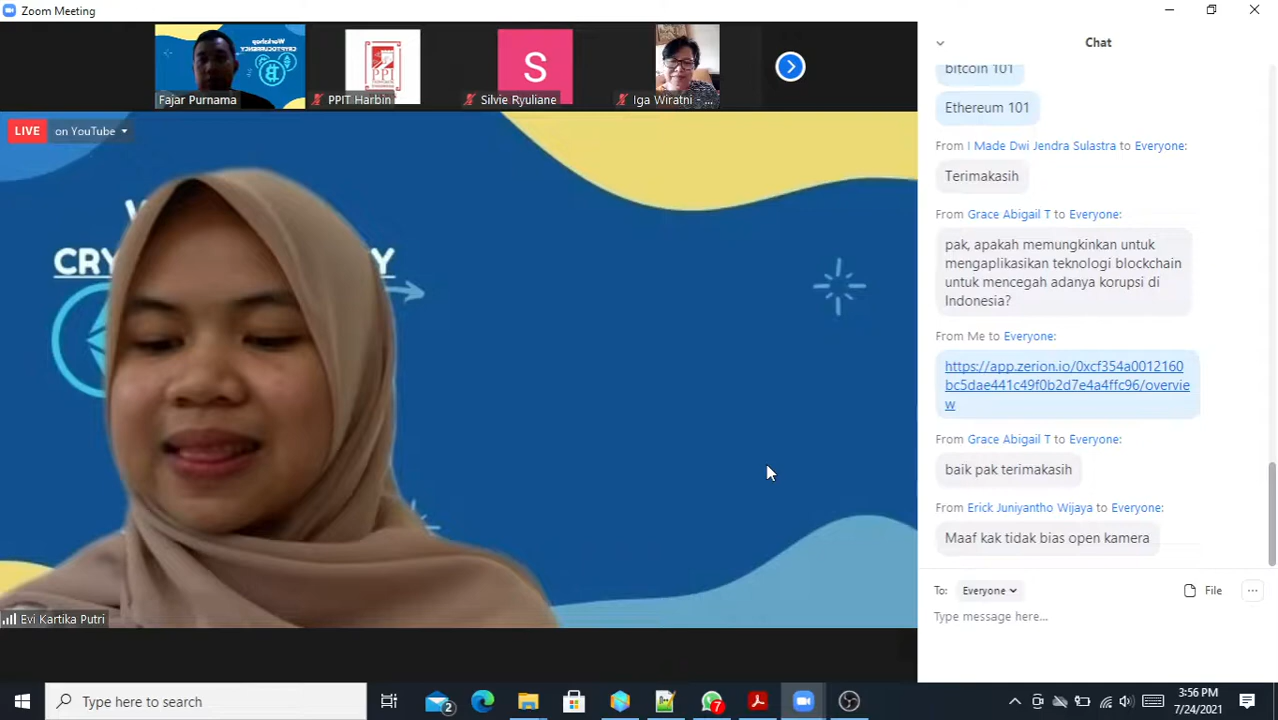 Zoom Meeting
Workshop
CRYPTOCURRENCY
Fajar Purnama
PPI
PPIT Harbin
S
Silvie Ryuliane
Iga Wiratni - ...
LIVE on YouTube
W
CRY
Y
Evi Kartika Putri
Chat
bitcoin 101
Ethereum 101
From I Made Dwi Jendra Sulastra to Everyone:
Terimakasih
From Grace Abigail T to Everyone:
pak, apakah memungkinkan untuk
mengaplikasikan teknologi blockchain
untuk mencegah adanya korupsi di
Indonesia?
From Me to Everyone:
https://app.zerion.io/0xcf354a0012160
bc5dae441c49f0b2d7e4a4ffc96/overvie
w
From Grace Abigail T to Everyone:
baik pak terimakasih
From Erick Juniyantho Wijaya to Everyone:
Maaf kak tidak bias open kamera
To: Everyone
File
Type message here...
Type here to search
2
7
3:56 PM
7/24/2021